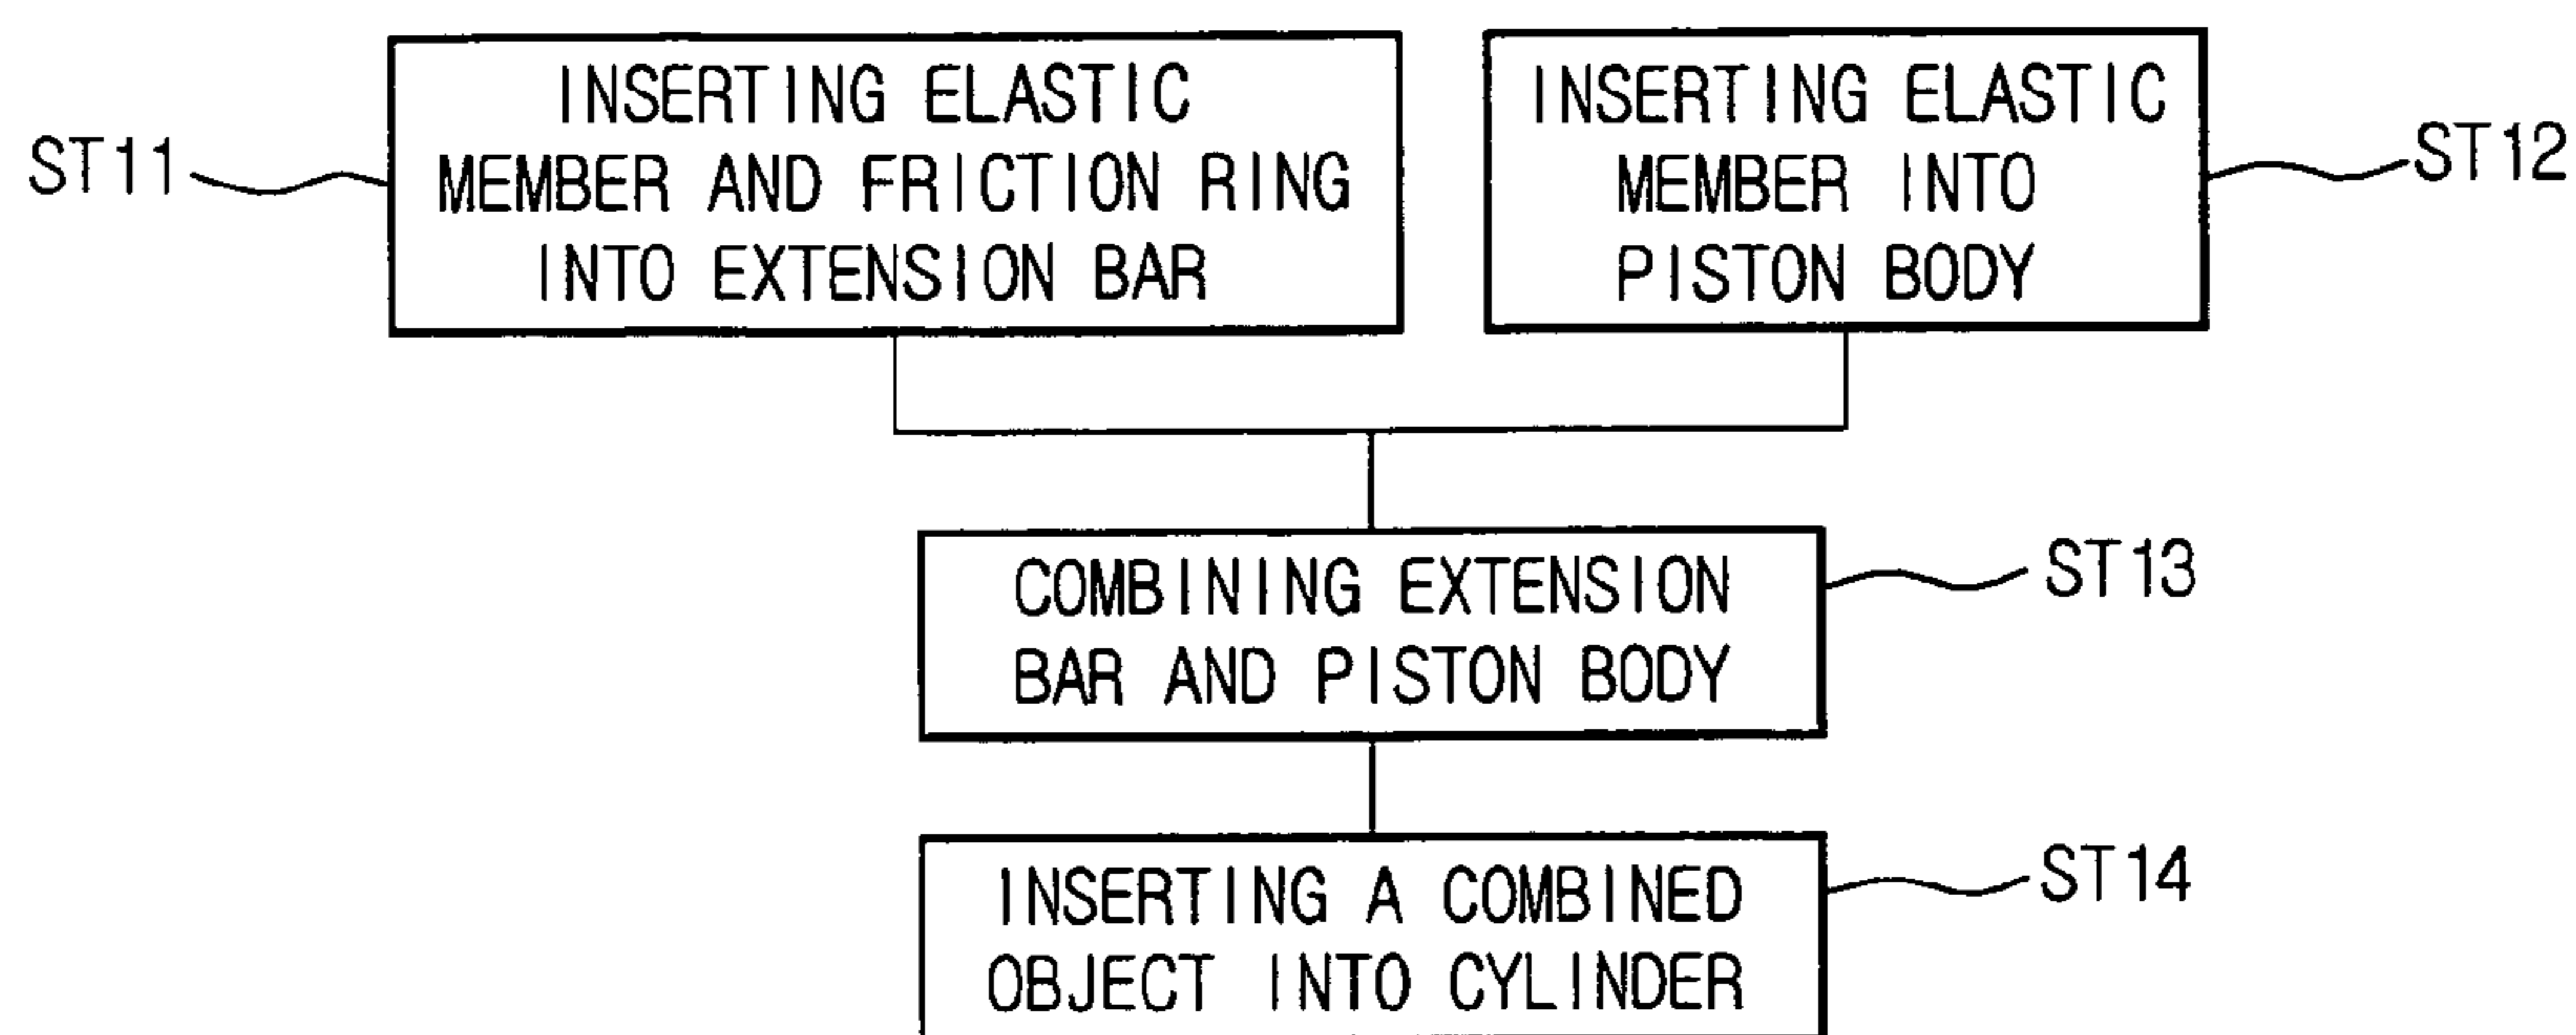 ST11
INSERTING ELASTIC
MEMBER AND FRICTION RING
INTO EXTENSION BAR
INSERTING ELASTIC
MEMBER INTO
PISTON BODY
ST12
COMBINING EXTENSION
BAR AND PISTON BODY
ST13
INSERTING A COMBINED
OBJECT INTO CYLINDER
ST14